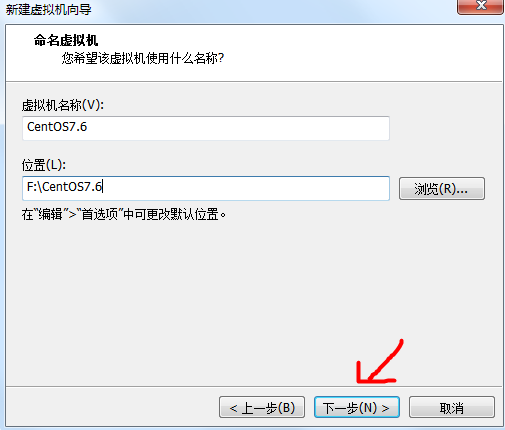 新建虚拟机向导
命名虚拟机
您希望该虚拟机使用什么名称?
虚拟机名称(V):
CentOS7.6
位置(L):
F:\CentOS7.6
浏览(R)...
在“编辑”>“首选项”中可更改默认位置。
< 上一步(B)
下一步(N) >
取消